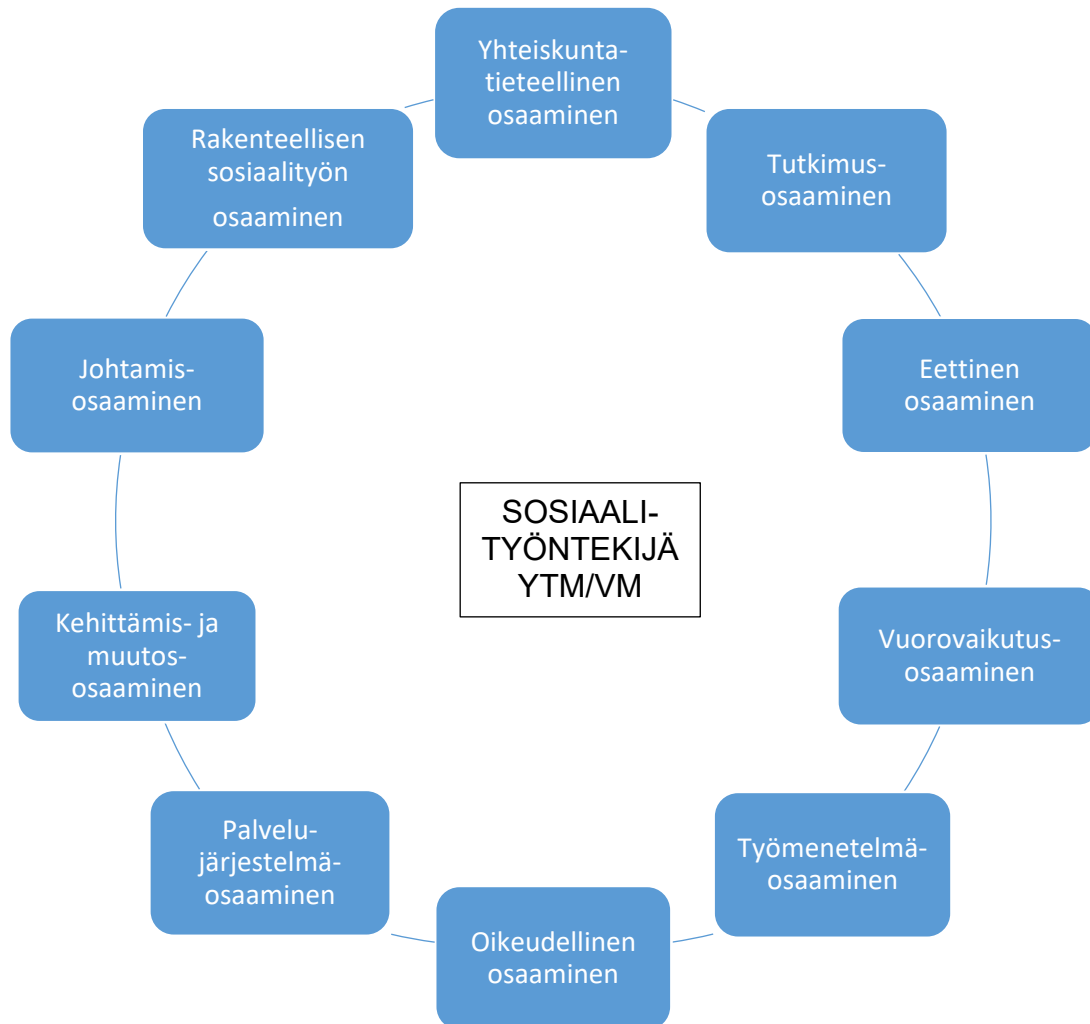 Yhteiskunta-
tieteellinen
osaaminen
Tutkimus-
osaaminen
Eettinen
osaaminen
Vuorovaikutus-
osaaminen
Työmenetelmä-
osaaminen
Oikeudellinen
osaaminen
Palvelu-
järjestelmä-
osaaminen
Kehittämis- ja
muutos-
osaaminen
Johtamis-
osaaminen
Rakenteellisen
sosiaalityön
osaaminen
SOSIAALI-
TYÖNTEKIJÄ
YTM/VM